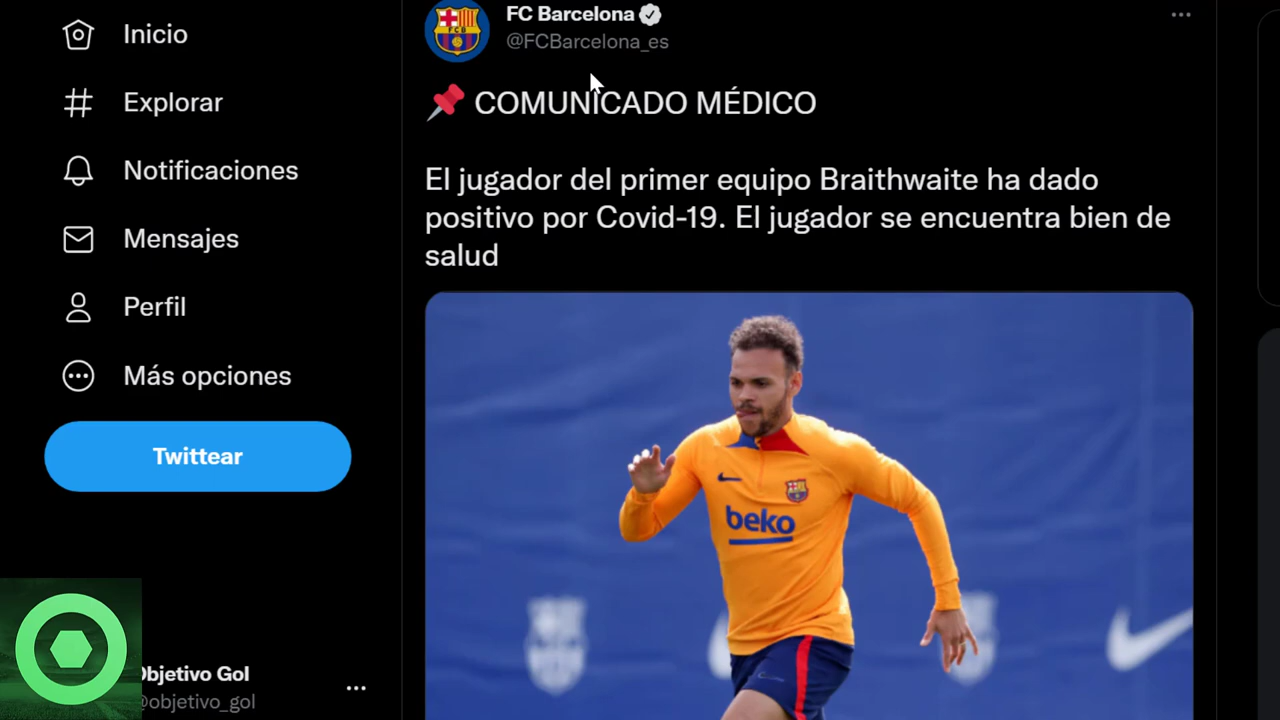 Inicio
Explorar
Notificaciones
Mensajes
Perfil
Más opciones
Twittear
Objetivo Gol
@objetivo_gol
FC Barcelona
@FCBarcelona_es
COMUNICADO MÉDICO
El jugador del primer equipo Braithwaite ha dado
positivo por Covid-19. El jugador se encuentra bien de
salud
beko